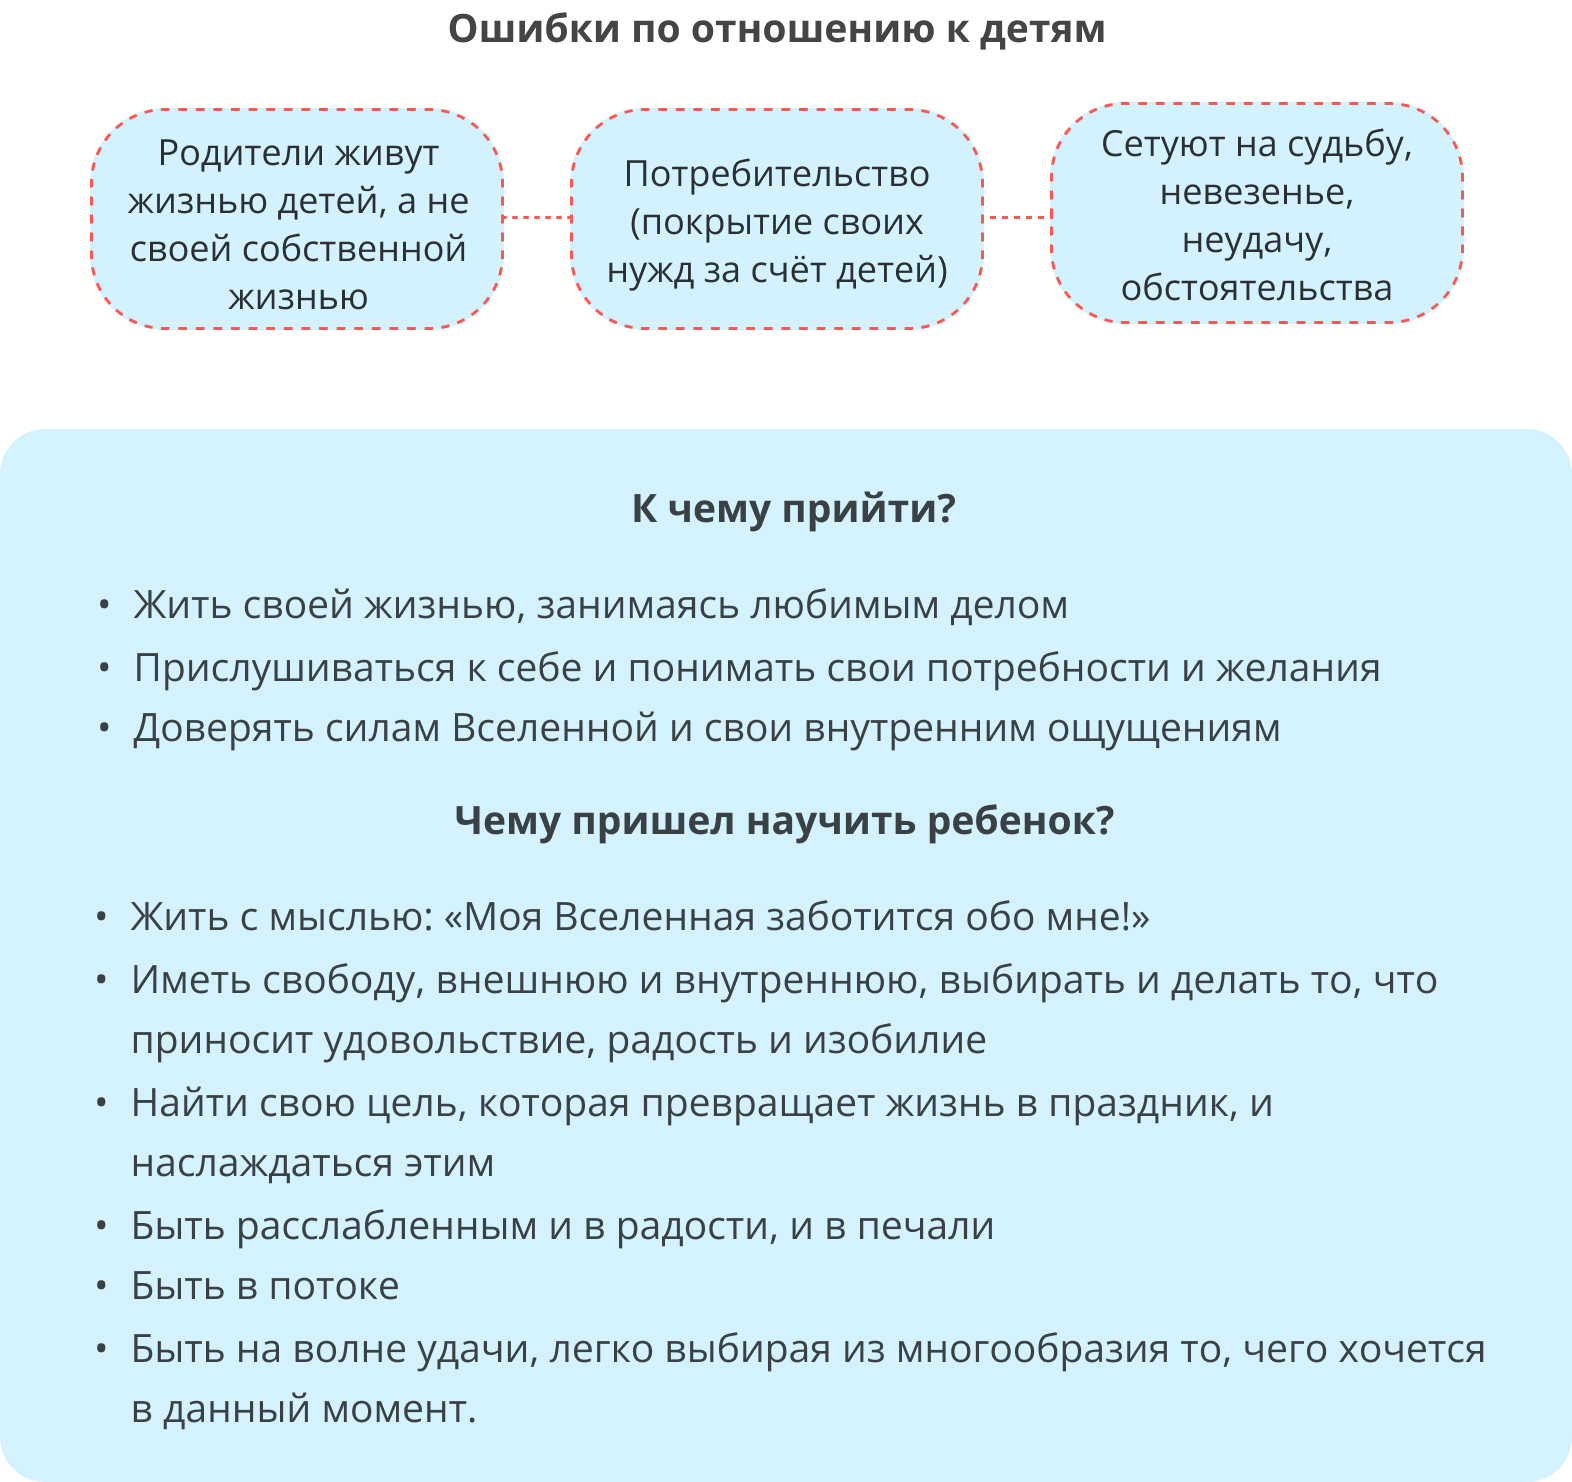 Ошибки по отношению к детям
Родители живут
жизнью детей, а не
своей собственной
жизнью
Потребительство
(покрытие своих
нужд за счёт детей)
Сетуют на судьбу,
невезенье,
неудачу,
обстоятельства
К чему прийти?
• Жить своей жизнью, занимаясь любимым делом
• Прислушиваться к себе и понимать свои потребности и желания
• Доверять силам Вселенной и свои внутренним ощущениям
Чему пришел научить ребенок?
• Жить с мыслью: «Моя Вселенная заботится обо мне!»
• Иметь свободу, внешнюю и внутреннюю, выбирать и делать то, что
приносит удовольствие, радость и изобилие
• Найти свою цель, которая превращает жизнь в праздник, и
наслаждаться этим
• Быть расслабленным и в радости, и в печали
• Быть в потоке
• Быть на волне удачи, легко выбирая из многообразия то, чего хочется
в данный момент.